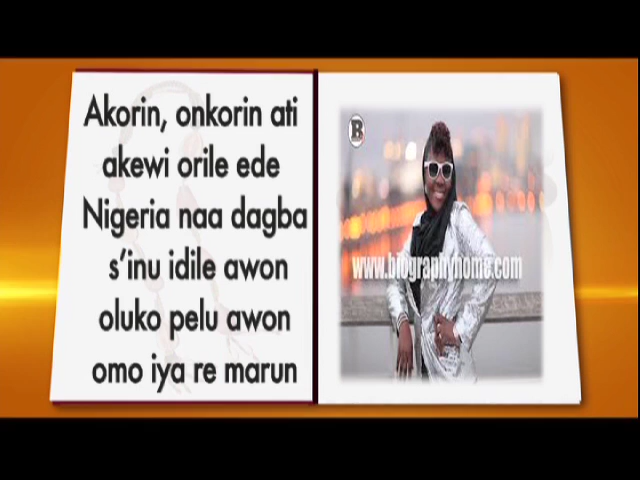 Akorin, onkorin ati
akewi orile ede
Nigeria naa dagba
s'inu idile awon
oluko pelu awon
omo iya re marun
B
www.biographyhome.com